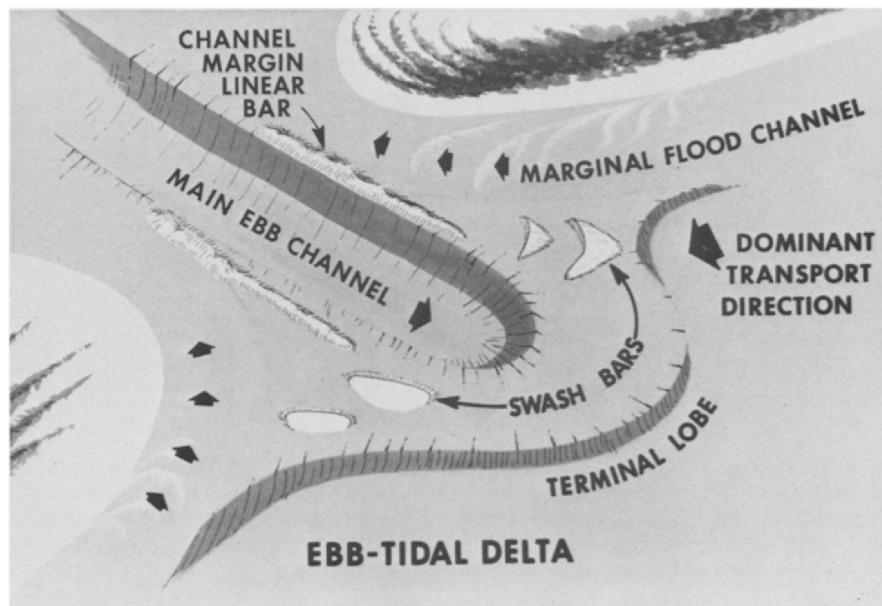 CHANNEL
MARGIN
LINEAR
BAR
MAIN EBB CHANNEL
MARGINAL FLOOD CHANNEL
DOMINANT
TRANSPORT
DIRECTION
SWASH BARS
TERMINAL LOBE
EBB-TIDAL DELTA